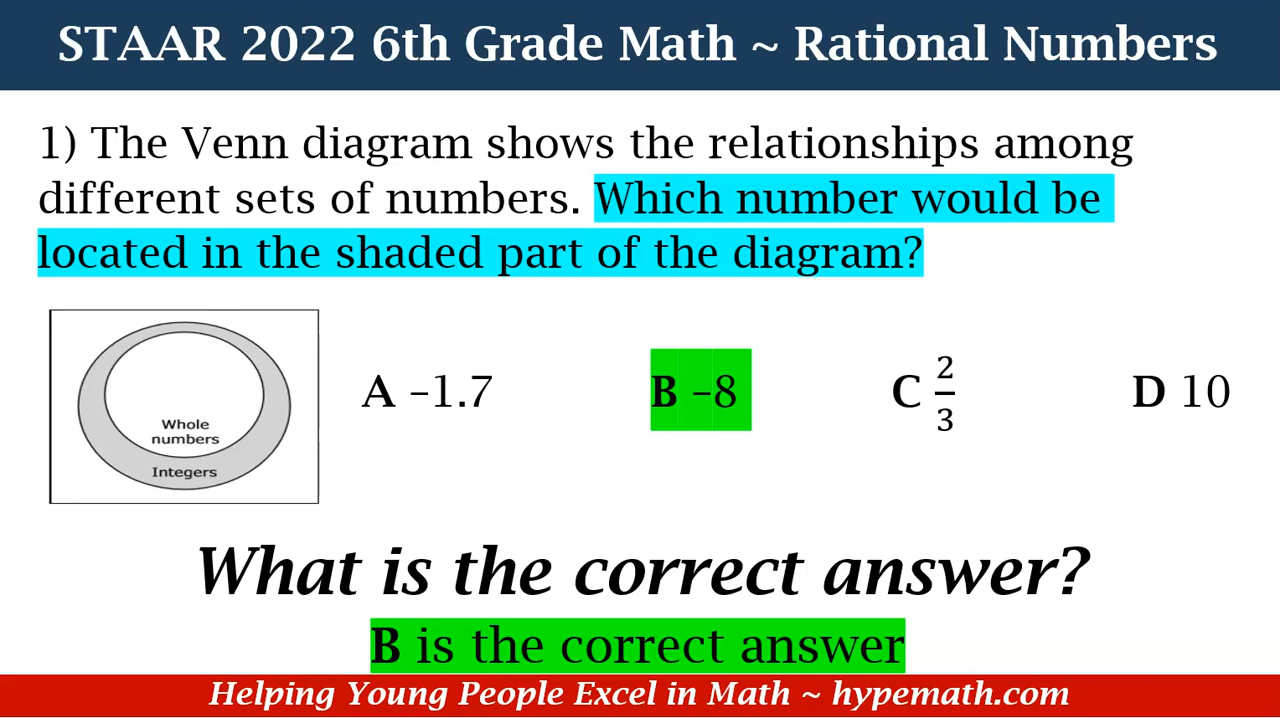 STAAR 2022 6th Grade Math ~ Rational Numbers
1) The Venn diagram shows the relationships among
different sets of numbers. Which number would be
located in the shaded part of the diagram?
Whole
numbers
Integers
A –1.7 B –8 C 2/3 D 10
What is the correct answer?
B is the correct answer
Helping Young People Excel in Math ~ hypemath.com